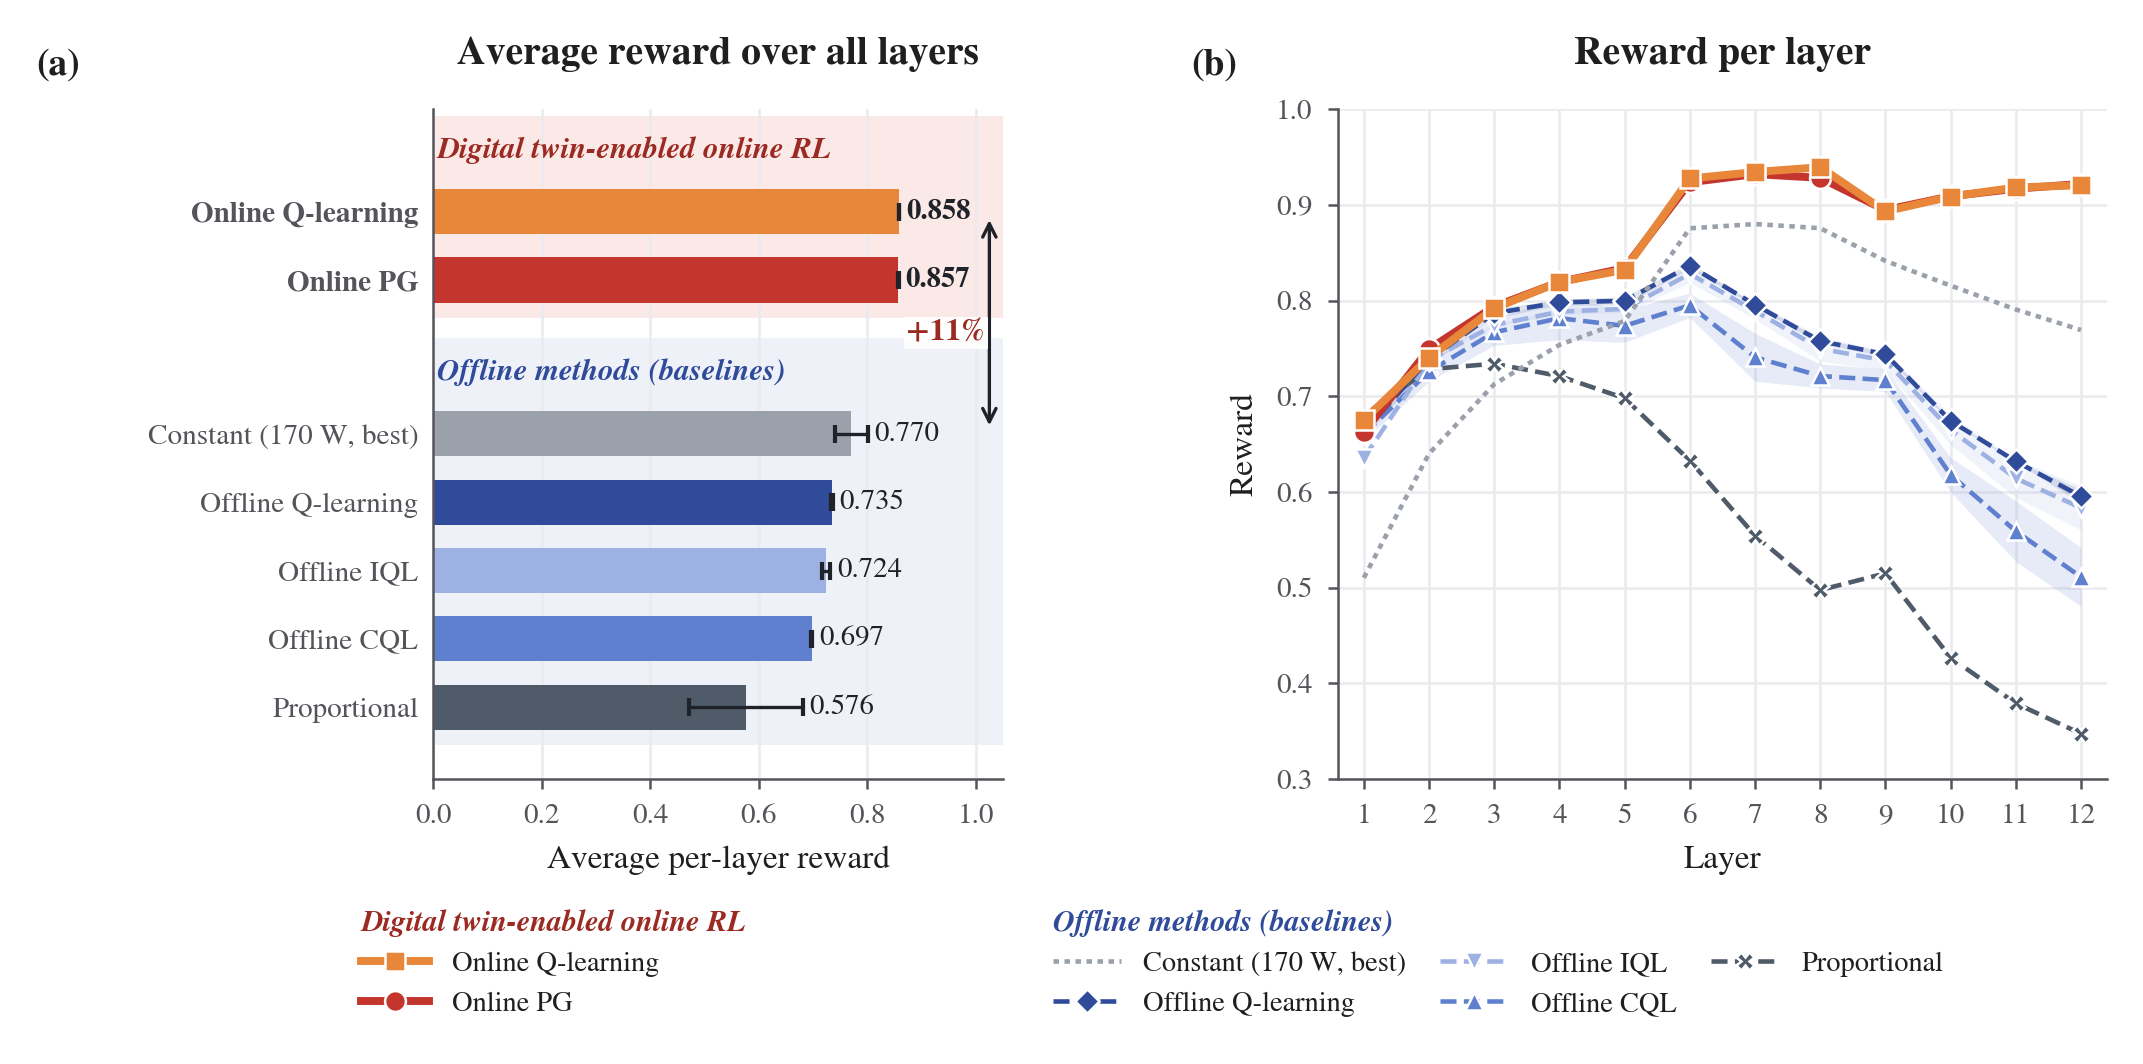 (a)
Average reward over all layers
Digital twin-enabled online RL
Online Q-learning
0.858
Online PG
0.857
+11%
Offline methods (baselines)
Constant (170 W, best)
0.770
Offline Q-learning
0.735
Offline IQL
0.724
Offline CQL
0.697
Proportional
0.576
0.0 0.2 0.4 0.6 0.8 1.0
Average per-layer reward
(b)
Reward per layer
1.0
0.9
0.8
0.7
0.6
0.5
0.4
0.3
Reward
1 2 3 4 5 6 7 8 9 10 11 12
Layer
Digital twin-enabled online RL
Online Q-learning
Online PG
Offline methods (baselines)
Constant (170 W, best) Offline IQL Proportional
Offline Q-learning Offline CQL